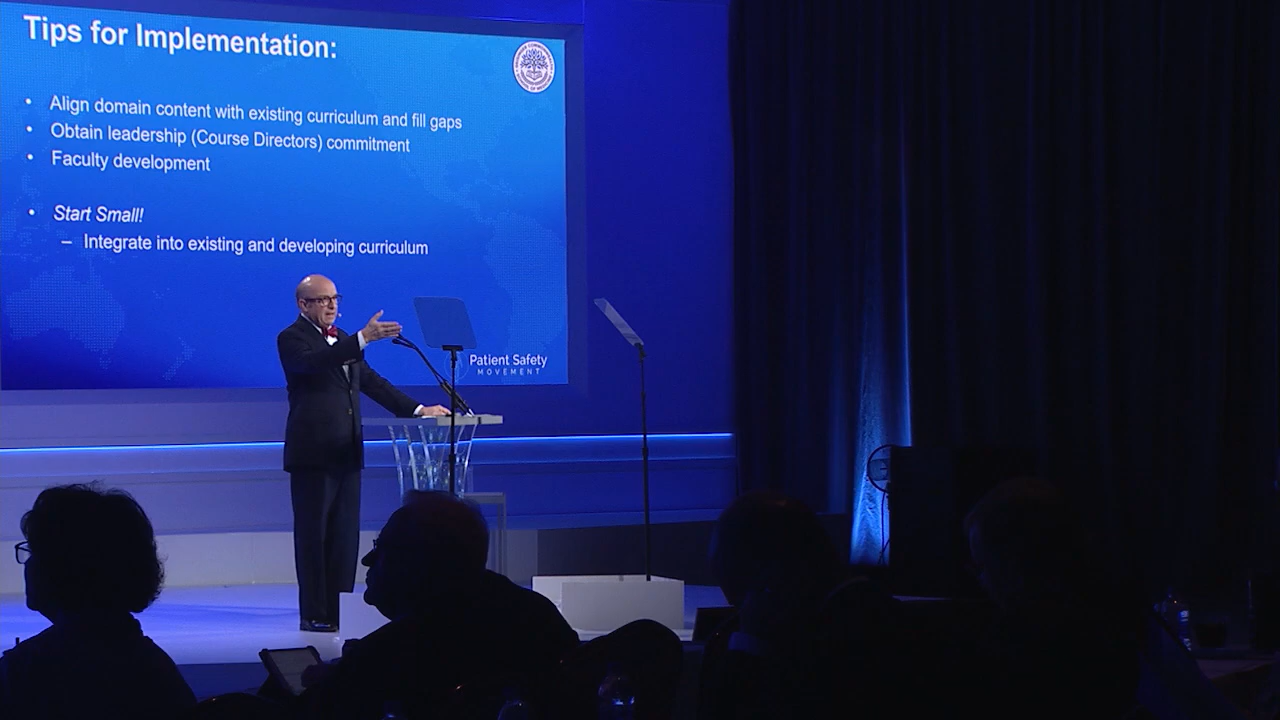 Tips for Implementation:
• Align domain content with existing curriculum and fill gaps
• Obtain leadership (Course Directors) commitment
• Faculty development
• Start Small!
– Integrate into existing and developing curriculum
Patient Safety
MOVEMENT